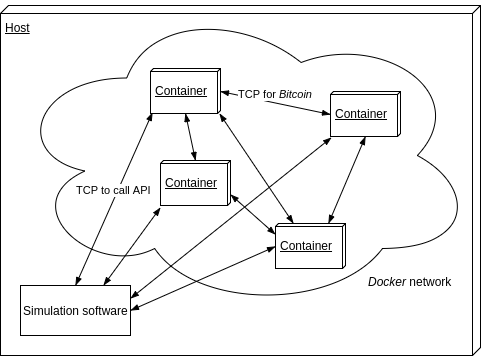 Host
Container
TCP for Bitcoin
Container
Container
TCP to call API
Container
Docker network
Simulation software